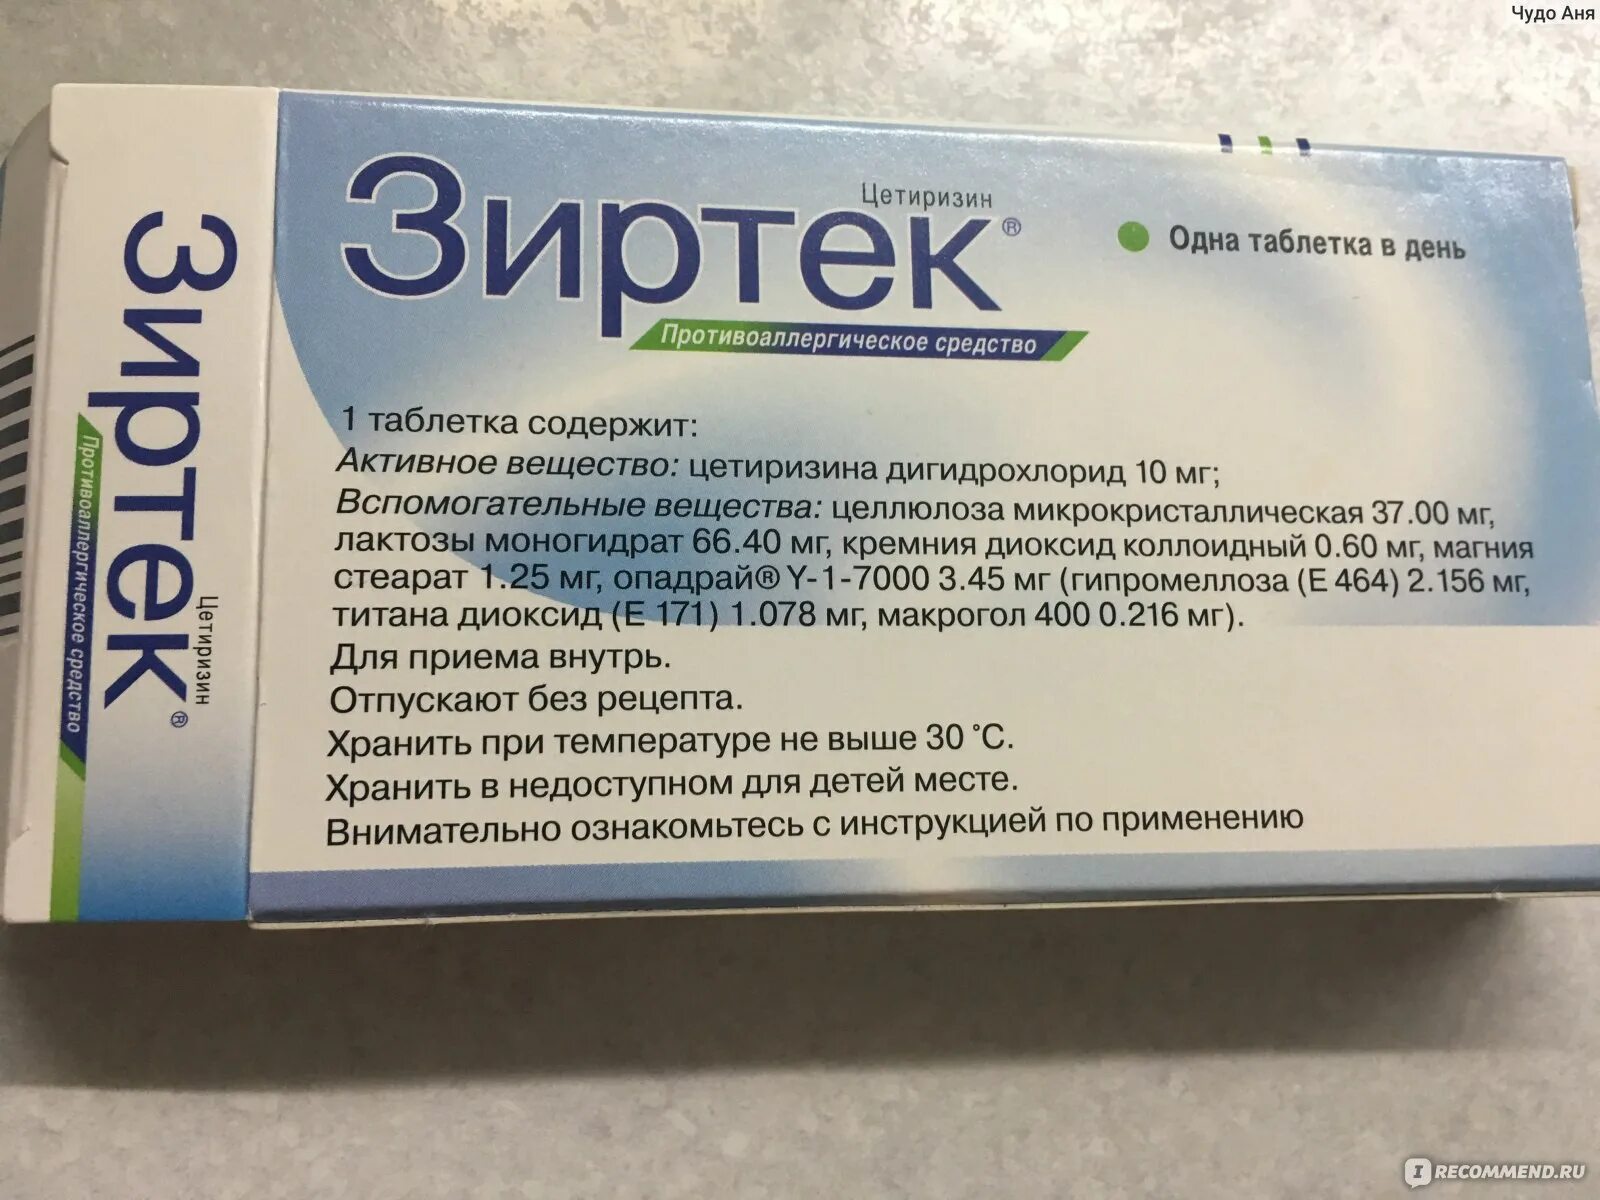 Чудо Аня
Зиртек®
Цетиризин
Противоаллергическое средство
Цетиризин
Зиртек®
Противоаллергическое средство
Одна таблетка в день
1 таблетка содержит:
Активное вещество: цетиризина дигидрохлорид 10 мг;
Вспомогательные вещества: целлюлоза микрокристаллическая 37.00 мг,
лактозы моногидрат 66.40 мг, кремния диоксид коллоидный 0.60 мг, магния
стеарат 1.25 мг, опадрай® Y-1-7000 3.45 мг (гипромеллоза (Е 464) 2.156 мг,
титана диоксид (Е 171) 1.078 мг, макрогол 400 0.216 мг).
Для приема внутрь.
Отпускают без рецепта.
Хранить при температуре не выше 30 °С.
Хранить в недоступном для детей месте.
Внимательно ознакомьтесь с инструкцией по применению
IRECOMMEND.RU